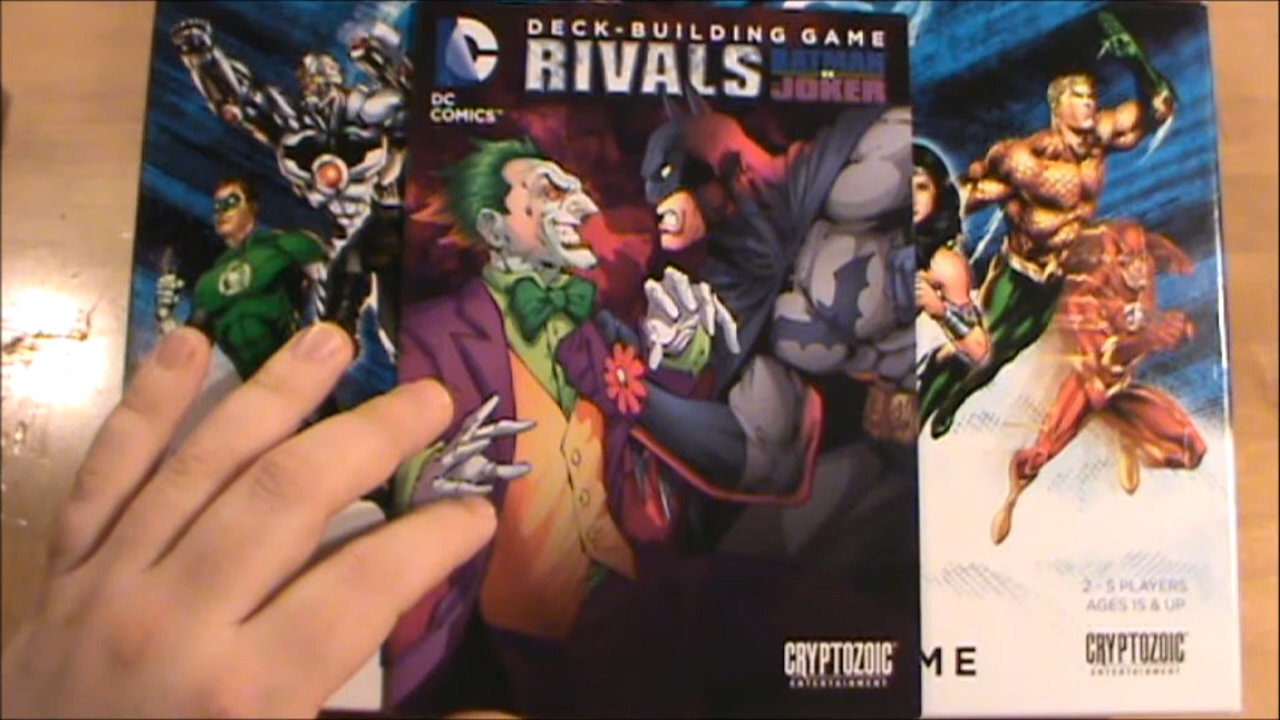 DECK-BUILDING GAME
RIVALS
BATMAN
VS
JOKER
DC
COMICS™
2-5 PLAYERS
AGES 15 & UP
CRYPTOZOIC
ENTERTAINMENT
ME
CRYPTOZOIC
ENTERTAINMENT